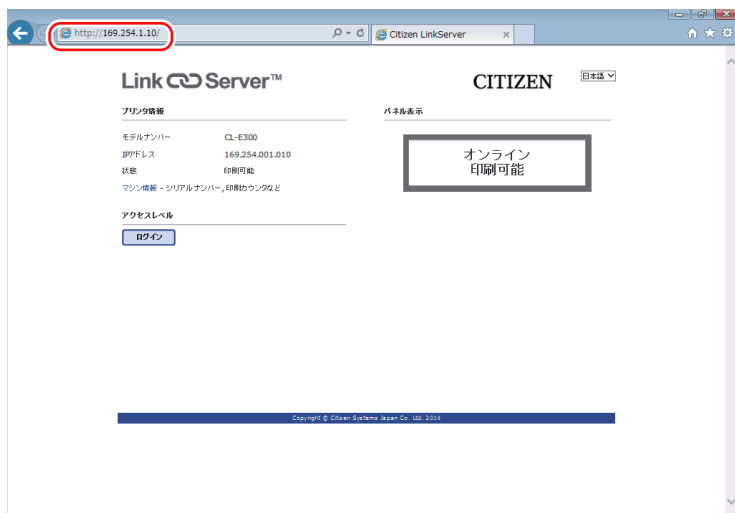 http://169.254.1.10/
Citizen LinkServer
Link Server™
CITIZEN
日本語
プリンタ情報
モデルナンバー CL-E300
IPアドレス 169.254.001.010
状態 印刷可能
マシン情報 - シリアルナンバー, 印刷カウンタなど
アクセスレベル
ログイン
パネル表示
オンライン
印刷可能
Copyright © Citizen Systems Japan Co. Ltd. 2014